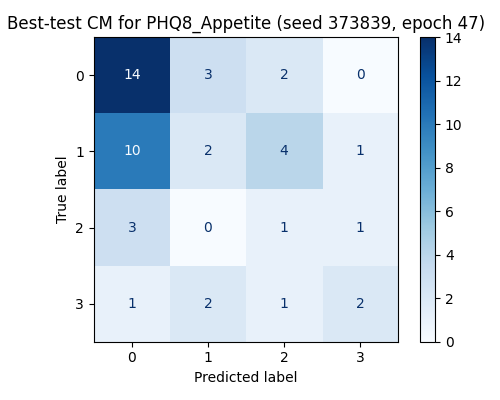 Best-test CM for PHQ8_Appetite (seed 373839, epoch 47)
True label
0 14 3 2 0
1 10 2 4 1
2 3 0 1 1
3 1 2 1 2
0 1 2 3
Predicted label
14
12
10
8
6
4
2
0